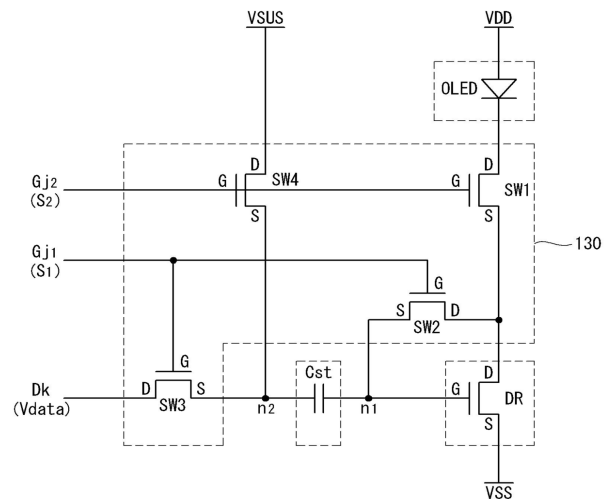 VSUS
VDD
OLED
D
D
Gj2
G
SW4
G
SW1
(S2)
S
S
Gj1
130
(S1)
G
S
D
SW2
G
Cst
D
Dk
D
S
G
DR
(Vdata)
SW3
n2
n1
S
VSS